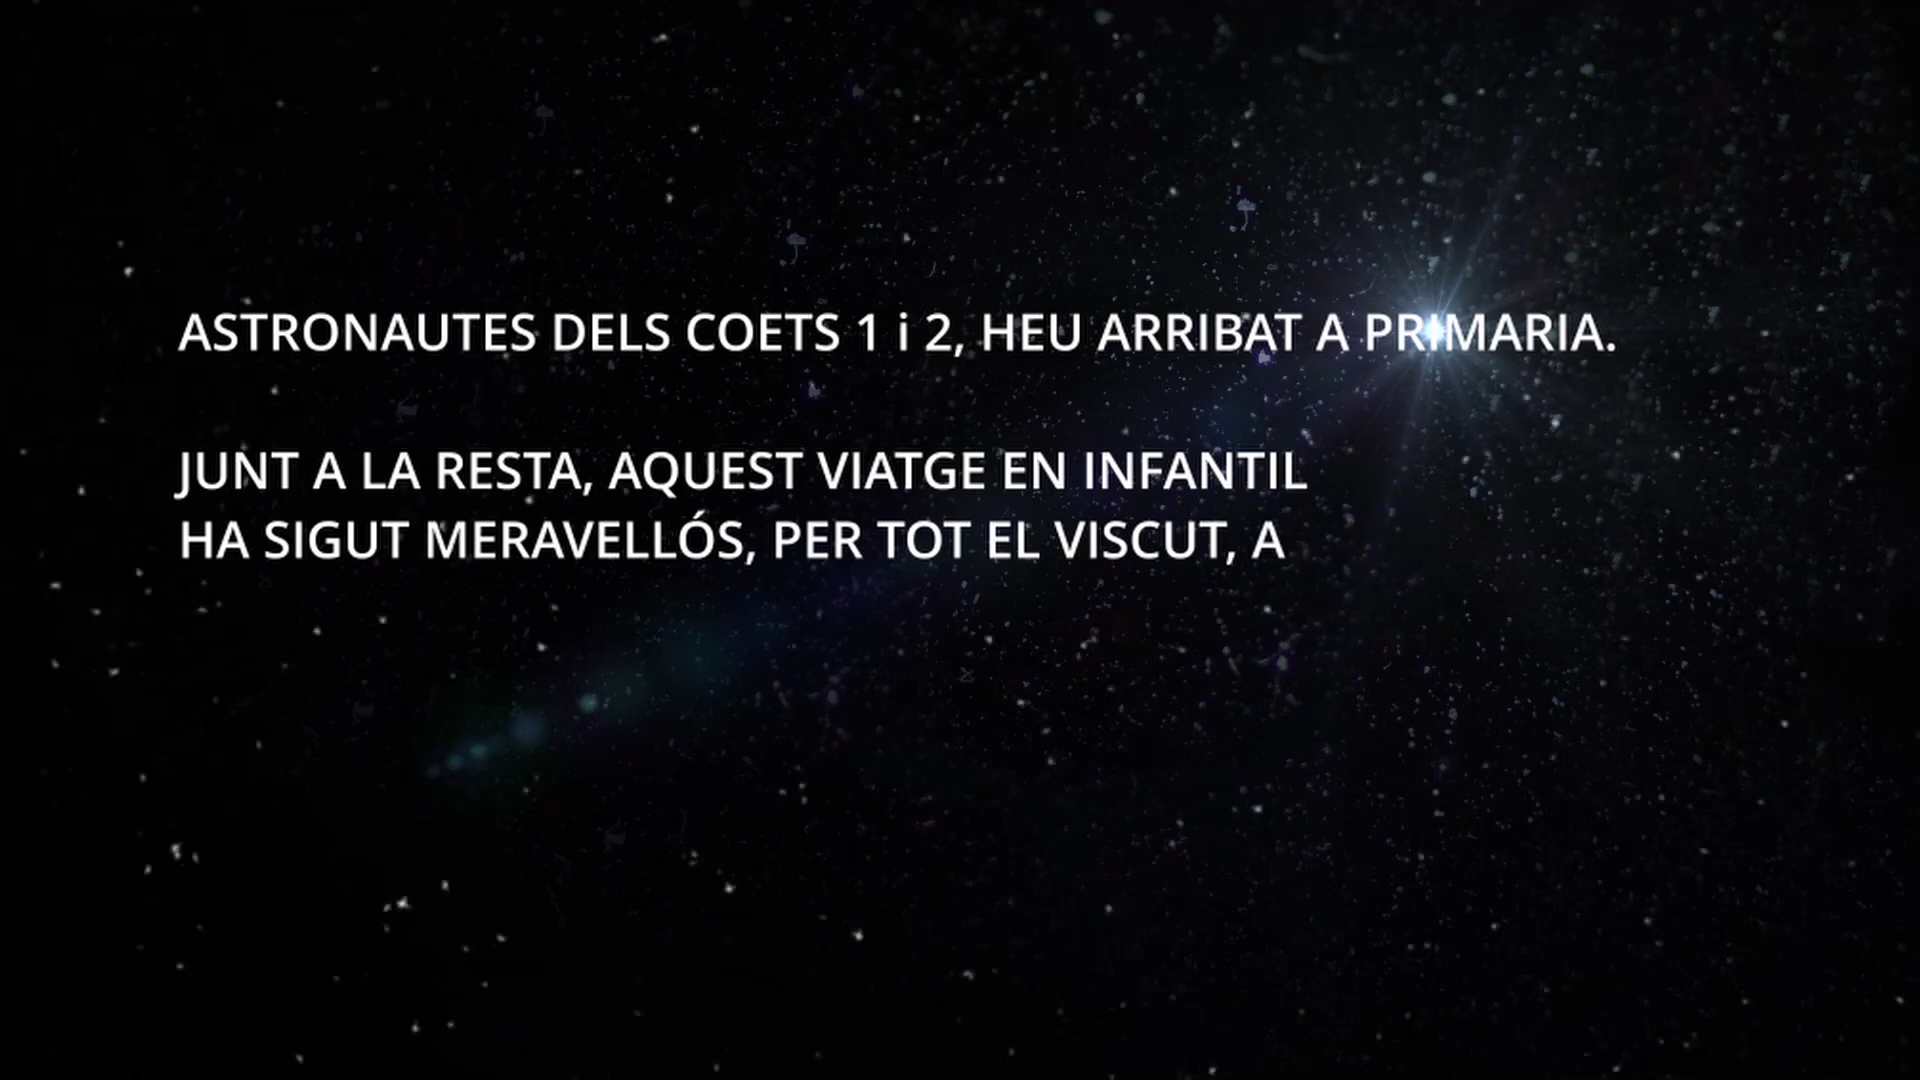 ASTRONAUTES DELS COETS 1 i 2, HEU ARRIBAT A PRIMARIA.
JUNT A LA RESTA, AQUEST VIATGE EN INFANTIL
HA SIGUT MERAVELLÓS, PER TOT EL VISCUT, A